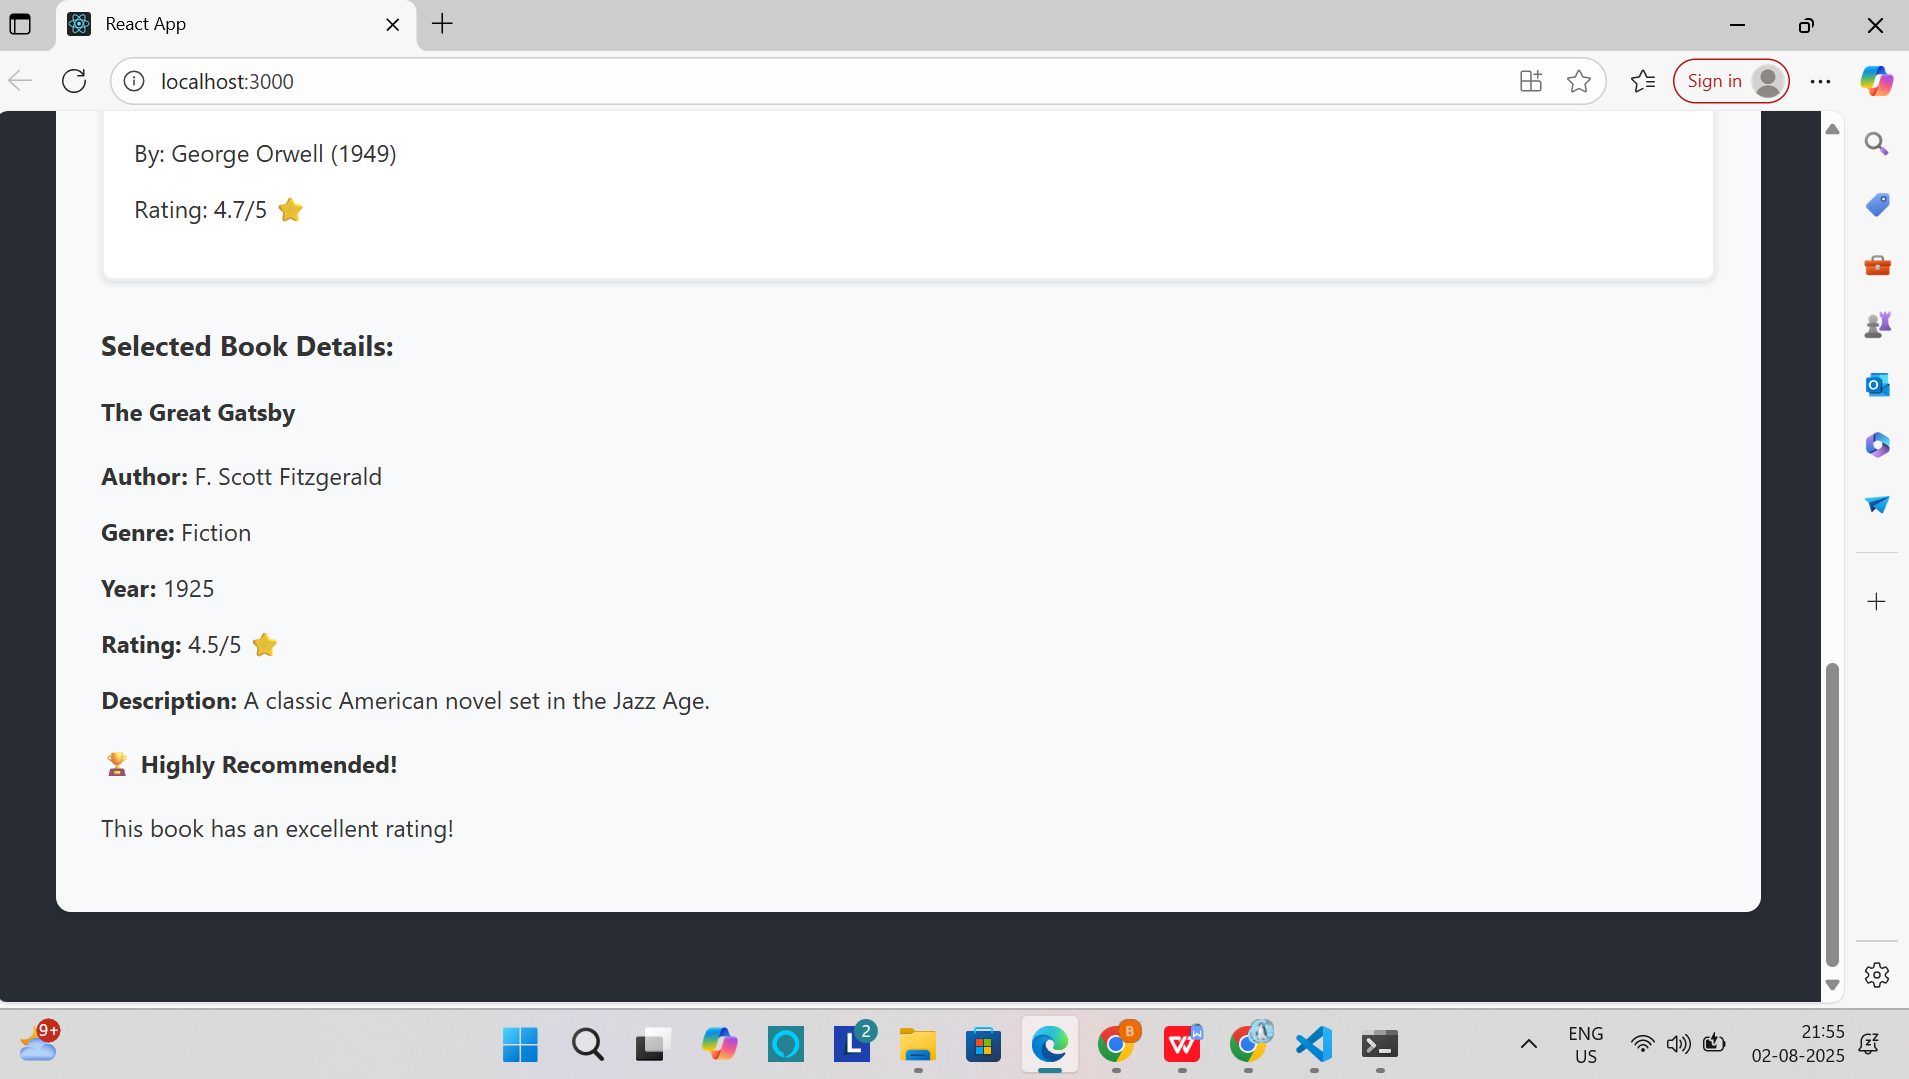 React App
localhost:3000
Sign in
By: George Orwell (1949)
Rating: 4.7/5 ⭐
Selected Book Details:
The Great Gatsby
Author: F. Scott Fitzgerald
Genre: Fiction
Year: 1925
Rating: 4.5/5 ⭐
Description: A classic American novel set in the Jazz Age.
🏆 Highly Recommended!
This book has an excellent rating!
9+
L
2
B
W
W
ENG
US
21:55
02-08-2025